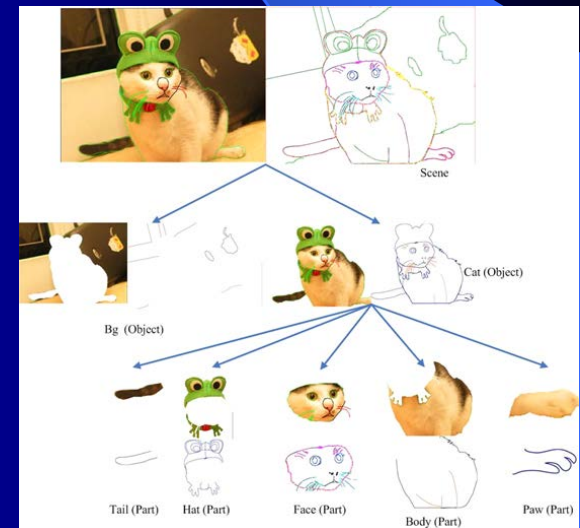 Scene
Cat (Object)
Bg (Object)
Tail (Part)
Hat (Part)
Face (Part)
Body (Part)
Paw (Part)